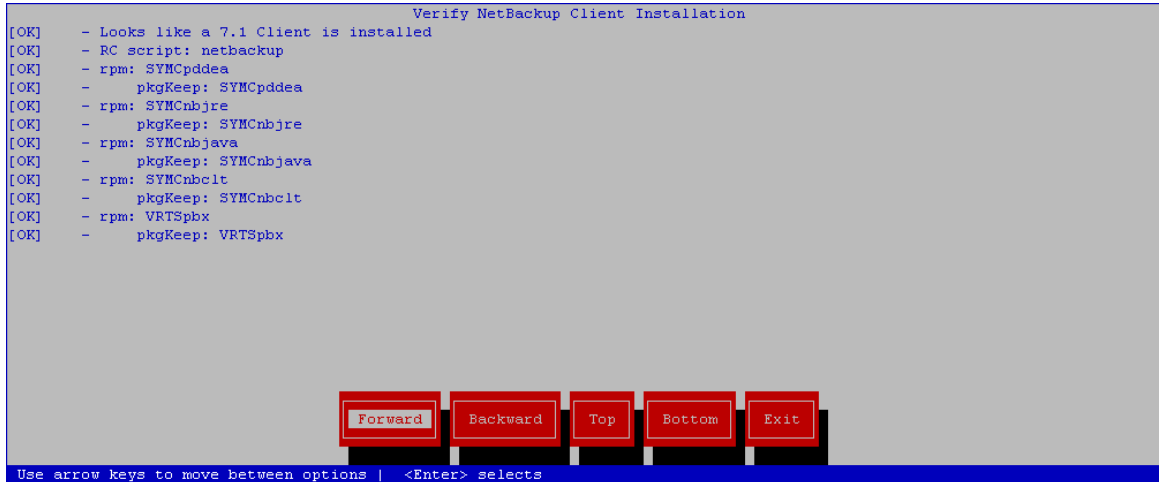 Verify NetBackup Client Installation
[OK] - Looks like a 7.1 Client is installed
[OK] - RC script: netbackup
[OK] - rpm: SYMCpddea
[OK] - pkgKeep: SYMCpddea
[OK] - rpm: SYMCnbjre
[OK] - pkgKeep: SYMCnbjre
[OK] - rpm: SYMCnbjava
[OK] - pkgKeep: SYMCnbjava
[OK] - rpm: SYMCnbclt
[OK] - pkgKeep: SYMCnbclt
[OK] - rpm: VRTSpbx
[OK] - pkgKeep: VRTSpbx
Forward Backward Top Bottom Exit
Use arrow keys to move between options | <Enter> selects